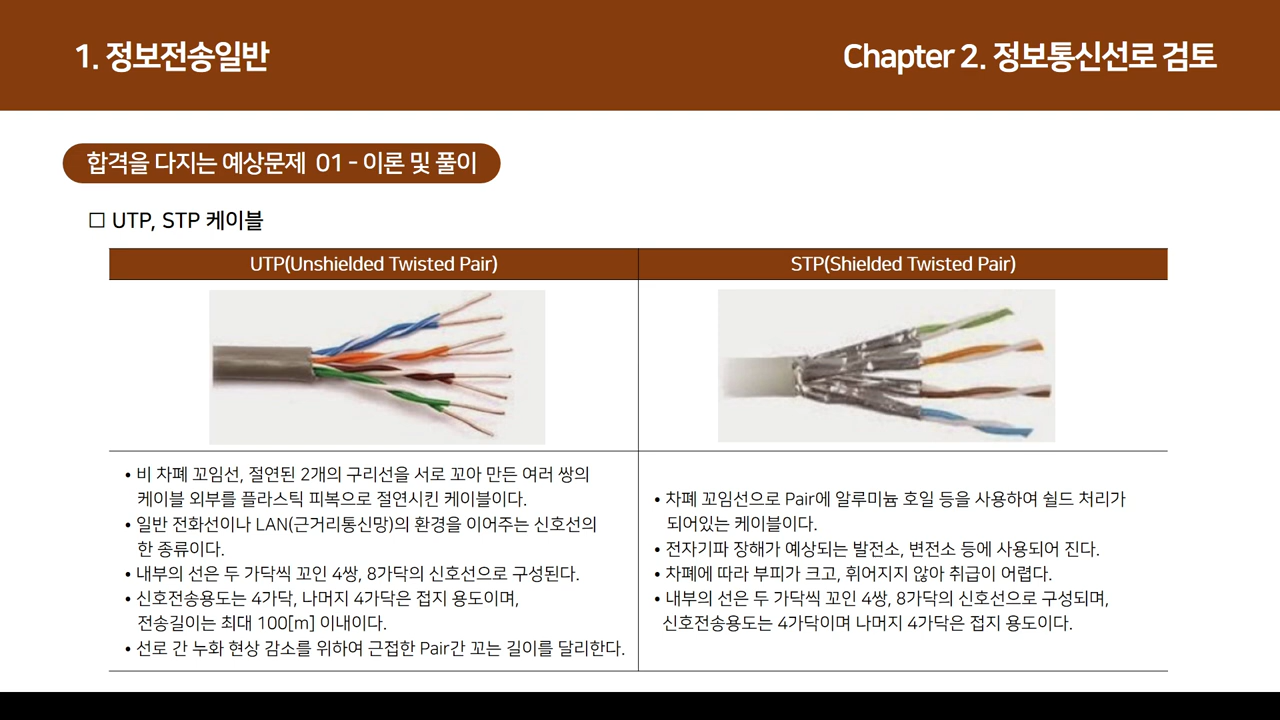 1. 정보전송일반
Chapter 2. 정보통신선로 검토
합격을 다지는 예상문제 01 - 이론 및 풀이
□ UTP, STP 케이블
UTP(Unshielded Twisted Pair)
STP(Shielded Twisted Pair)
• 비 차폐 꼬임선, 절연된 2개의 구리선을 서로 꼬아 만든 여러 쌍의
케이블 외부를 플라스틱 피복으로 절연시킨 케이블이다.
• 일반 전화선이나 LAN(근거리통신망)의 환경을 이어주는 신호선의
한 종류이다.
• 내부의 선은 두 가닥씩 꼬인 4쌍, 8가닥의 신호선으로 구성된다.
• 신호전송용도는 4가닥, 나머지 4가닥은 접지 용도이며,
전송길이는 최대 100[m] 이내이다.
• 선로 간 누화 현상 감소를 위하여 근접한 Pair간 꼬는 길이를 달리한다.
• 차폐 꼬임선으로 Pair에 알루미늄 호일 등을 사용하여 쉴드 처리가
되어있는 케이블이다.
• 전자기파 장해가 예상되는 발전소, 변전소 등에 사용되어 진다.
• 차폐에 따라 부피가 크고, 휘어지지 않아 취급이 어렵다.
• 내부의 선은 두 가닥씩 꼬인 4쌍, 8가닥의 신호선으로 구성되며,
신호전송용도는 4가닥이며 나머지 4가닥은 접지 용도이다.